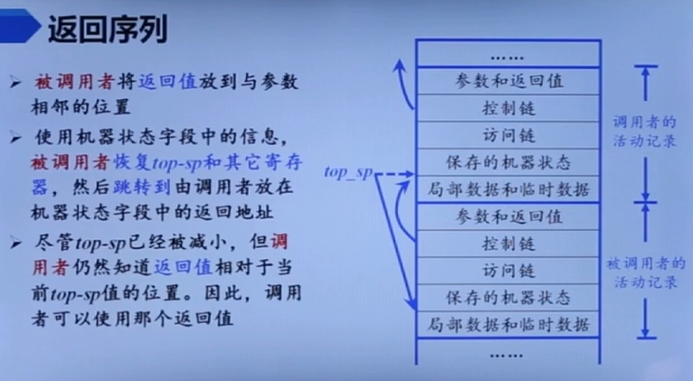 返回序列
被调用者将返回值放到与参数
相邻的位置
使用机器状态字段中的信息,
被调用者恢复top-sp和其它寄存
器，然后跳转到由调用者放在
机器状态字段中的返回地址
尽管top-sp已经被减小，但调
用者仍然知道返回值相对于当
前top-sp值的位置。因此，调用
者可以使用那个返回值
top_sp
……
参数和返回值
控制链
访问链
保存的机器状态
局部数据和临时数据
参数和返回值
控制链
访问链
保存的机器状态
局部数据和临时数据
……
调用者的
活动记录
被调用者的
活动记录